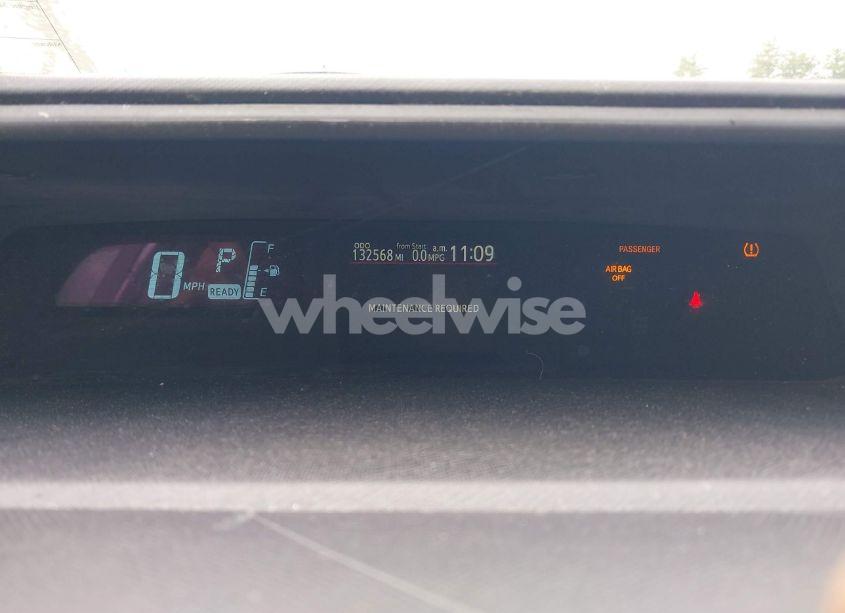 0 MPH P READY F E
ODO 132568 MI
from Start 0.0 MPG
a.m. 11:09
MAINTENANCE REQUIRED
PASSENGER
AIR BAG
OFF
wheelwise